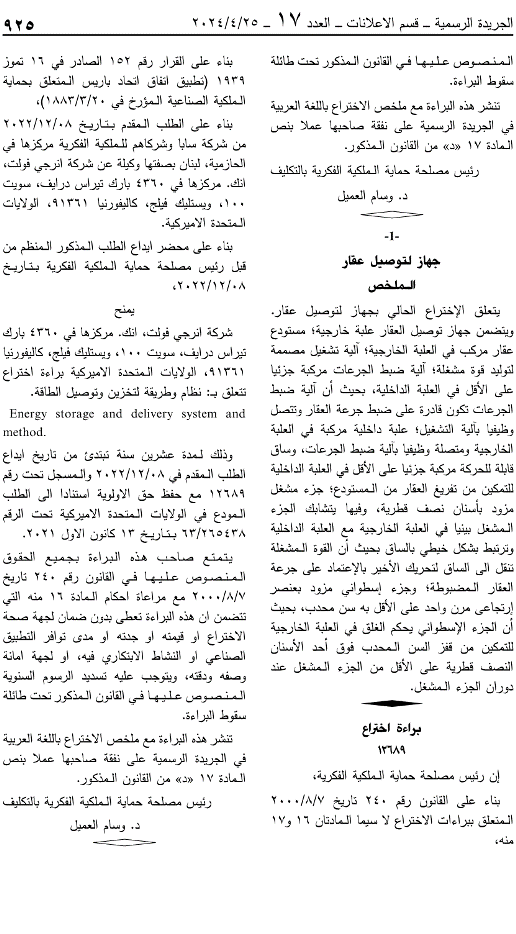 الجريدة الرسمية ــ قسم الاعلانات ــ العدد ١٧ ــ ٢٠٢٤/٤/٢٥
٩٢٥
المنصوص عليها في القانون المذكور تحت طائلة
سقوط البراءة.
تنشر هذه البراءة مع ملخص الاختراع باللغة العربية
في الجريدة الرسمية على نفقة صاحبها عملا بنص
المادة ١٧ «د» من القانون المذكور.
رئيس مصلحة حماية الملكية الفكرية بالتكليف
د. وسام العميل
-I-
جهاز لتوصيل عقار
الملخص
يتعلق الإختراع الحالي بجهاز لتوصيل عقار.
ويتضمن جهاز توصيل العقار علبة خارجية؛ مستودع
عقار مركب في العلبة الخارجية؛ آلية تشغيل مصممة
لتوليد قوة مشغلة؛ آلية ضبط الجرعات مركبة جزئيا
على الأقل في العلبة الداخلية، بحيث أن آلية ضبط
الجرعات تكون قادرة على ضبط جرعة العقار وتتصل
وظيفيا بآلية التشغيل؛ علبة داخلية مركبة في العلبة
الخارجية ومتصلة وظيفيا بآلية ضبط الجرعات، وساق
قابلة للحركة مركبة جزئيا على الأقل في العلبة الداخلية
للتمكين من تفريغ العقار من المستودع؛ جزء مشغل
مزود بأسنان نصف قطرية، وفيها يتشابك الجزء
المشغل بينيا في العلبة الخارجية مع العلبة الداخلية
وترتبط بشكل خيطي بالساق بحيث أن القوة المشغلة
تنقل الى الساق لتحريك الأخير بالإعتماد على جرعة
العقار المضبوطة؛ وجزء إسطواني مزود بعنصر
إرتجاعي مرن واحد على الأقل به سن محدب، بحيث
أن الجزء الإسطواني يحكم الغلق في العلبة الخارجية
للتمكين من قفز السن المحدب فوق أحد الأسنان
النصف قطرية على الأقل من الجزء المشغل عند
دوران الجزء المشغل.
براءة اختراع
١٣٦٨٩
إن رئيس مصلحة حماية الملكية الفكرية،
بناء على القانون رقم ٢٤٠ تاريخ ٢٠٠٠/٨/٧
المتعلق ببراءات الاختراع لا سيما المادتان ١٦ و١٧
منه،
بناء على القرار رقم ١٥٢ الصادر في ١٦ تموز
١٩٣٩ (تطبيق اتفاق اتحاد باريس المتعلق بحماية
الملكية الصناعية المؤرخ في ١٨٨٣/٣/٢٠)،
بناء على الطلب المقدم بتاريخ ٢٠٢٢/١٢/٠٨
من شركة سابا وشركاهم للملكية الفكرية مركزها في
الحازمية، لبنان بصفتها وكيلة عن شركة انرجي فولت،
انك. مركزها في ٤٣٦٠ بارك تيراس درايف، سويت
١٠٠، ويستليك فيلج، كاليفورنيا ٩١٣٦١، الولايات
المتحدة الاميركية.
بناء على محضر ايداع الطلب المذكور المنظم من
قبل رئيس مصلحة حماية الملكية الفكرية بتاريخ
٢٠٢٢/١٢/٠٨،
يمنح
شركة انرجي فولت، انك. مركزها في ٤٣٦٠ بارك
تيراس درايف، سويت ١٠٠، ويستليك فيلج، كاليفورنيا
٩١٣٦١، الولايات المتحدة الاميركية براءة اختراع
تتعلق بـ: نظام وطريقة لتخزين وتوصيل الطاقة.
Energy storage and delivery system and
method.
وذلك لمدة عشرين سنة تبتدئ من تاريخ ايداع
الطلب المقدم في ٢٠٢٢/١٢/٠٨ والمسجل تحت رقم
١٢٦٨٩ مع حفظ حق الاولوية استنادا الى الطلب
المودع في الولايات المتحدة الاميركية تحت الرقم
٦٣/٢٦٥٤٣٨ بتاريخ ١٣ كانون الاول ٢٠٢١.
يتمتع صاحب هذه البراءة بجميع الحقوق
المنصوص عليها في القانون رقم ٢٤٠ تاريخ
٢٠٠٠/٨/٧ مع مراعاة احكام المادة ١٦ منه التي
تتضمن ان هذه البراءة تعطى بدون ضمان لجهة صحة
الاختراع او قيمته او جدته او مدى توافر التطبيق
الصناعي او النشاط الابتكاري فيه، او لجهة امانة
وصفه ودقته، ويتوجب عليه تسديد الرسوم السنوية
المنصوص عليها في القانون المذكور تحت طائلة
سقوط البراءة.
تنشر هذه البراءة مع ملخص الاختراع باللغة العربية
في الجريدة الرسمية على نفقة صاحبها عملا بنص
المادة ١٧ «د» من القانون المذكور.
رئيس مصلحة حماية الملكية الفكرية بالتكليف
د. وسام العميل